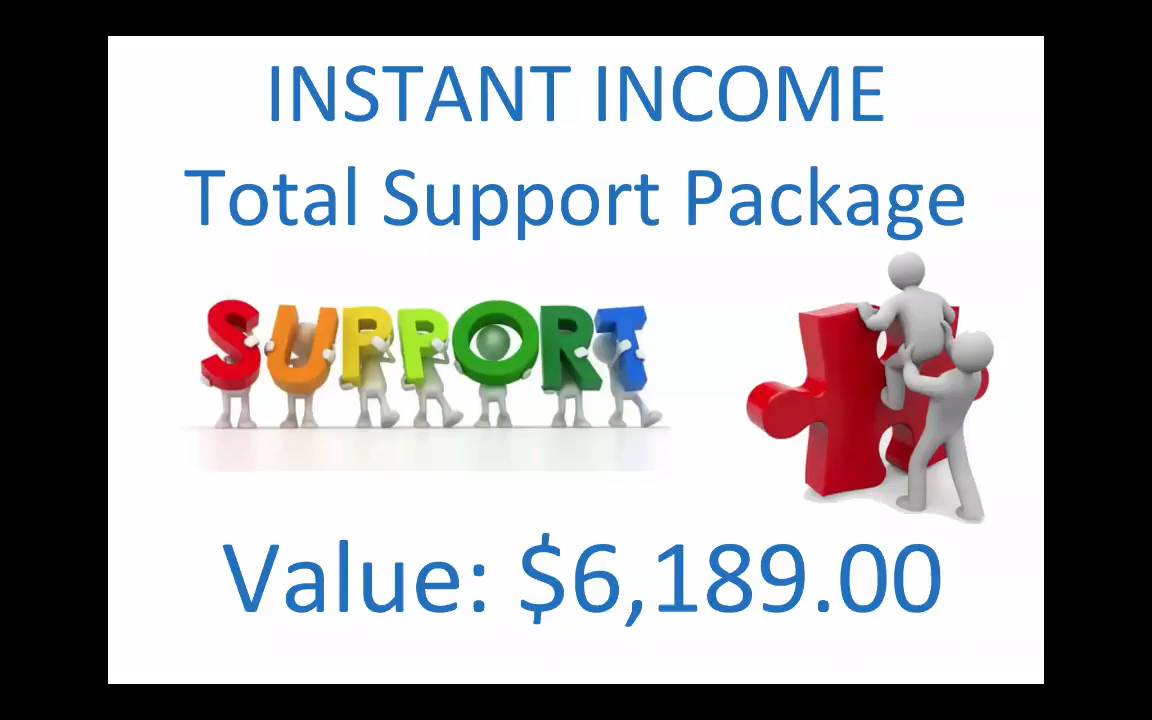 INSTANT INCOME
Total Support Package
SUPPORT
Value: $6,189.00